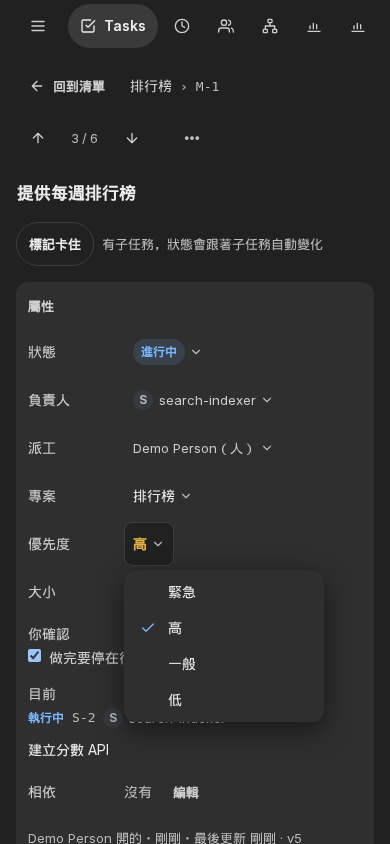 Tasks
回到清單 排行榜 › M-1
3 / 6 •••
提供每週排行榜
標記卡住 有子任務，狀態會跟著子任務自動變化
屬性
狀態 進行中
負責人 S search-indexer
派工 Demo Person（人）
專案 排行榜
優先度 高
緊急
大小
高
你確認
做完要停在
一般
目前
低
執行中 S-2 S
建立分數 API
相依 沒有 編輯
Demo Person 開的・剛剛・最後更新 剛剛 · v5